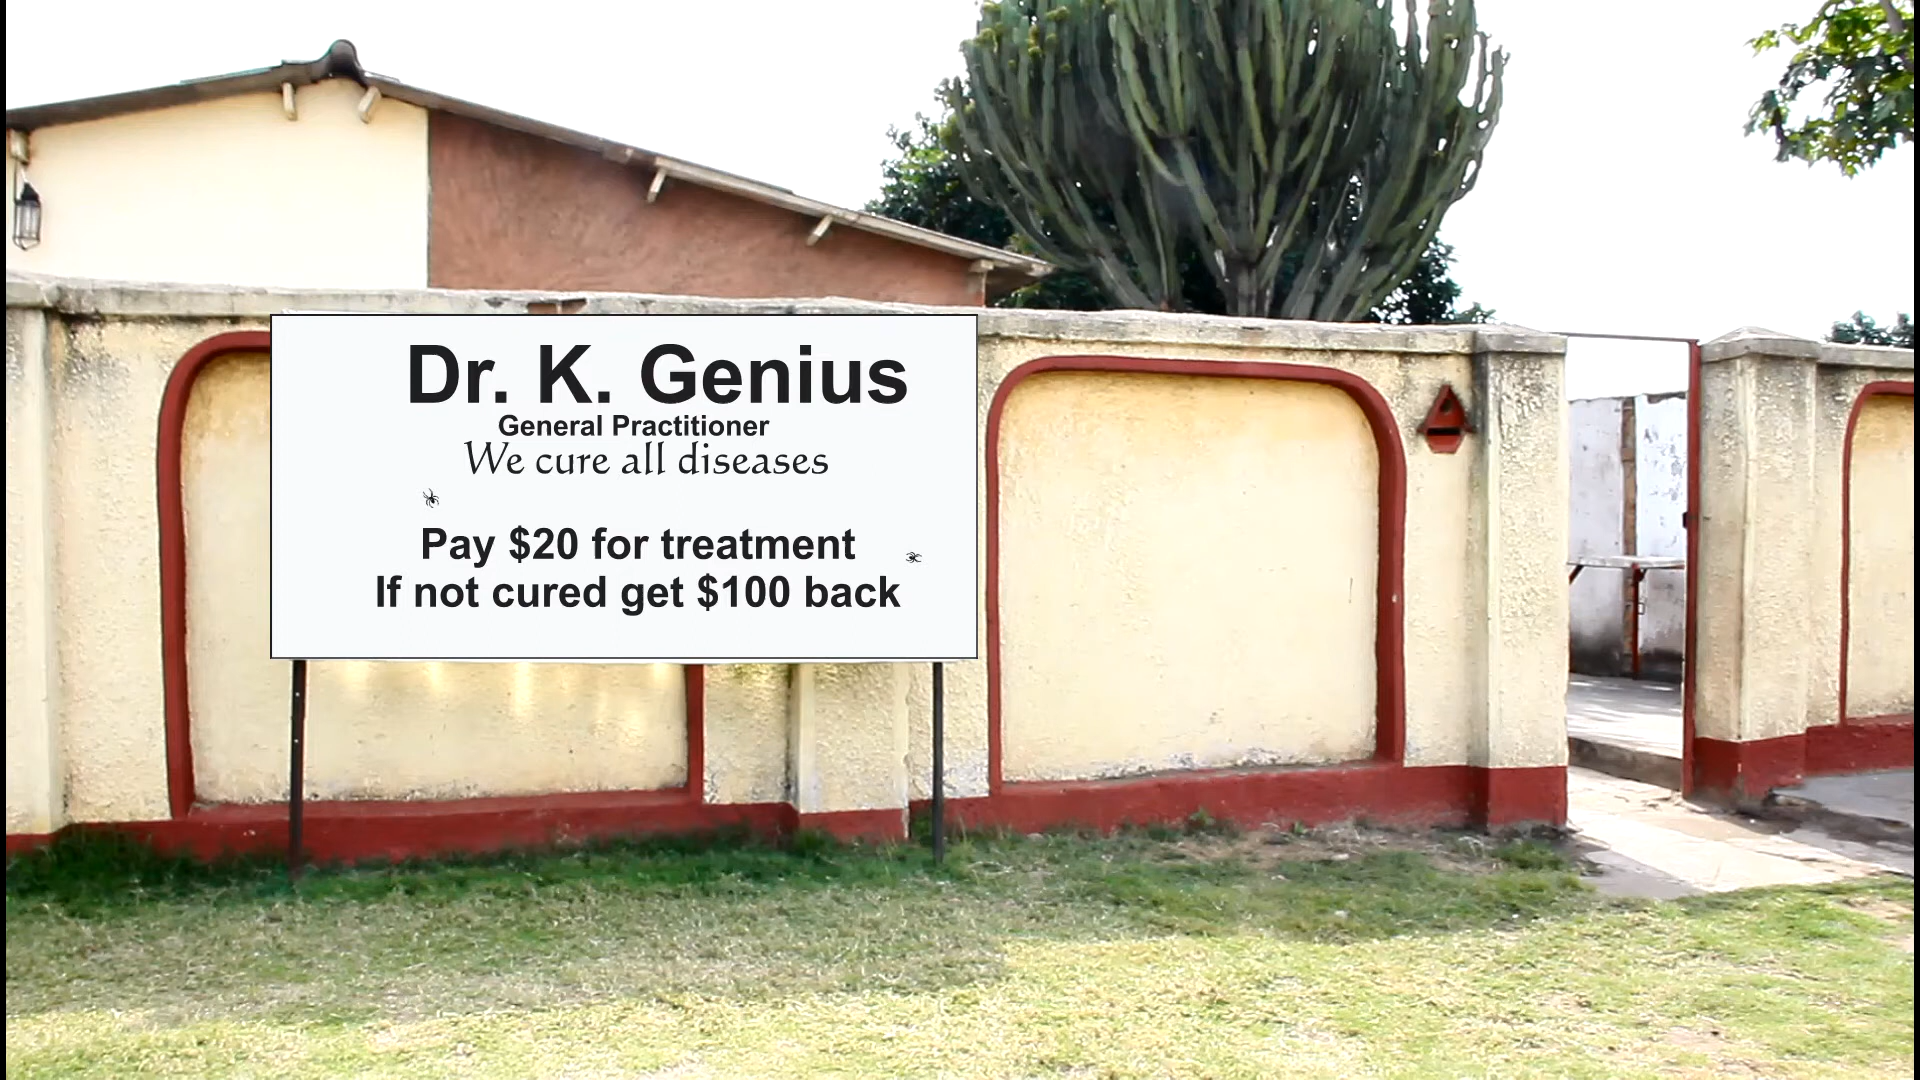 Dr. K. Genius
General Practitioner
We cure all diseases
Pay $20 for treatment
If not cured get $100 back